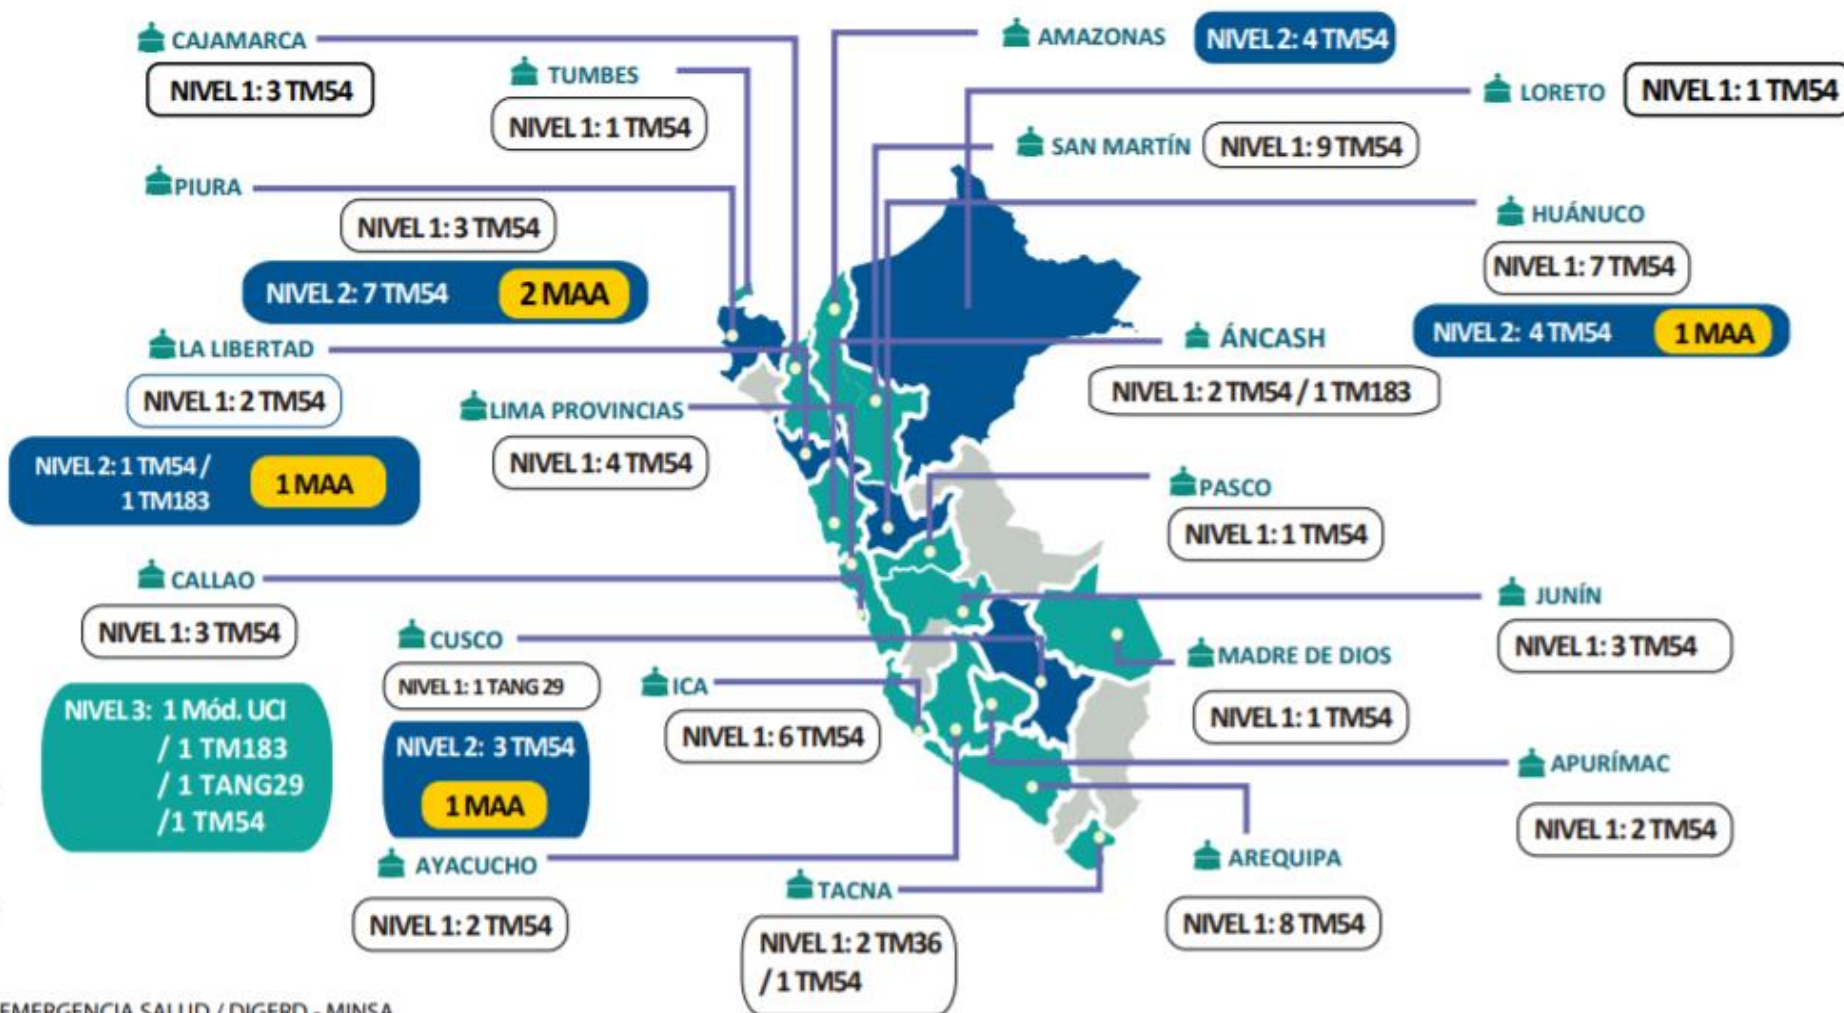 CAJAMARCA
NIVEL 1: 3 TM54
TUMBES
NIVEL 1: 1 TM54
AMAZONAS
NIVEL 2: 4 TM54
LORETO
NIVEL 1: 1 TM54
SAN MARTÍN
NIVEL 1: 9 TM54
PIURA
NIVEL 1: 3 TM54
NIVEL 2: 7 TM54
2 MAA
HUÁNUCO
NIVEL 1: 7 TM54
NIVEL 2: 4 TM54
1 MAA
LA LIBERTAD
NIVEL 1: 2 TM54
NIVEL 2: 1 TM54 /
1 TM183
1 MAA
LIMA PROVINCIAS
NIVEL 1: 4 TM54
ÁNCASH
NIVEL 1: 2 TM54 / 1 TM183
PASCO
NIVEL 1: 1 TM54
CALLAO
NIVEL 1: 3 TM54
NIVEL 3: 1 Mód. UCI
/ 1 TM183
/ 1 TANG29
/1 TM54
CUSCO
NIVEL 1: 1 TANG 29
NIVEL 2: 3 TM54
1 MAA
ICA
NIVEL 1: 6 TM54
JUNÍN
NIVEL 1: 3 TM54
MADRE DE DIOS
NIVEL 1: 1 TM54
APURÍMAC
NIVEL 1: 2 TM54
AYACUCHO
NIVEL 1: 2 TM54
TACNA
NIVEL 1: 2 TM36
/ 1 TM54
AREQUIPA
NIVEL 1: 8 TM54
EMERGENCIA SALUD / DIGERD - MINSA